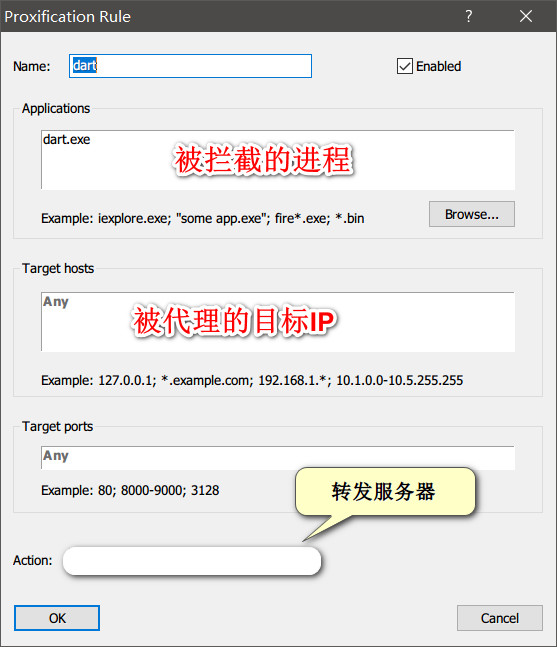 Proxification Rule
Name: dart Enabled
Applications
dart.exe
被拦截的进程
Example: iexplore.exe; "some app.exe"; fire*.exe; *.bin
Browse...
Target hosts
Any
被代理的目标IP
Example: 127.0.0.1; *.example.com; 192.168.1.*; 10.1.0.0-10.5.255.255
Target ports
Any
Example: 80; 8000-9000; 3128
转发服务器
Action:
OK Cancel